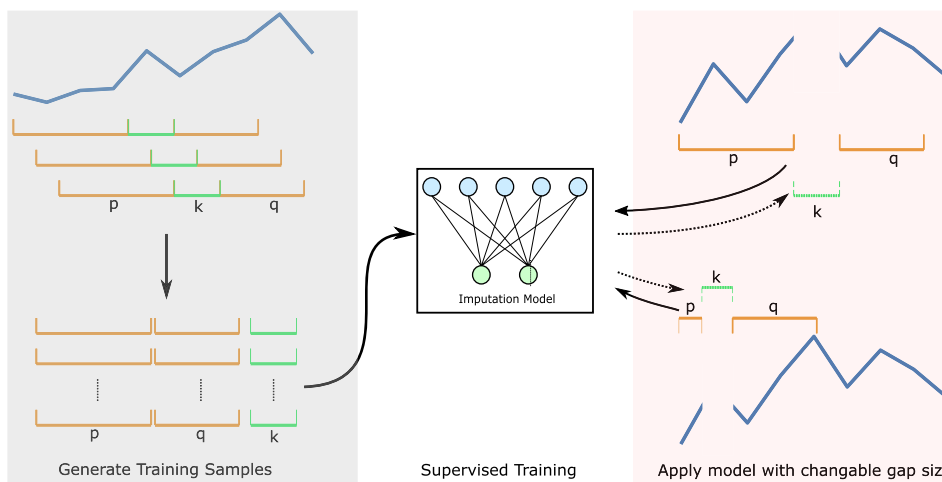 p k q
p q k
Generate Training Samples
Imputation Model
Supervised Training
p q
k
k
p q
Apply model with changable gap siz